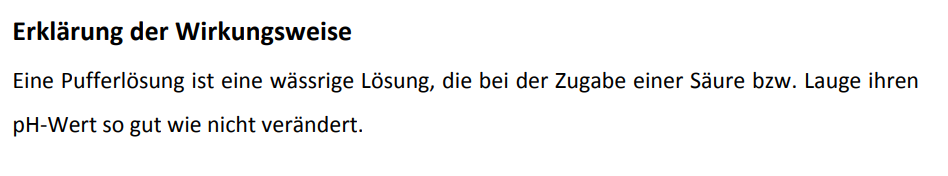 Erklärung der Wirkungsweise
Eine Pufferlösung ist eine wässrige Lösung, die bei der Zugabe einer Säure bzw. Lauge ihren
pH-Wert so gut wie nicht verändert.